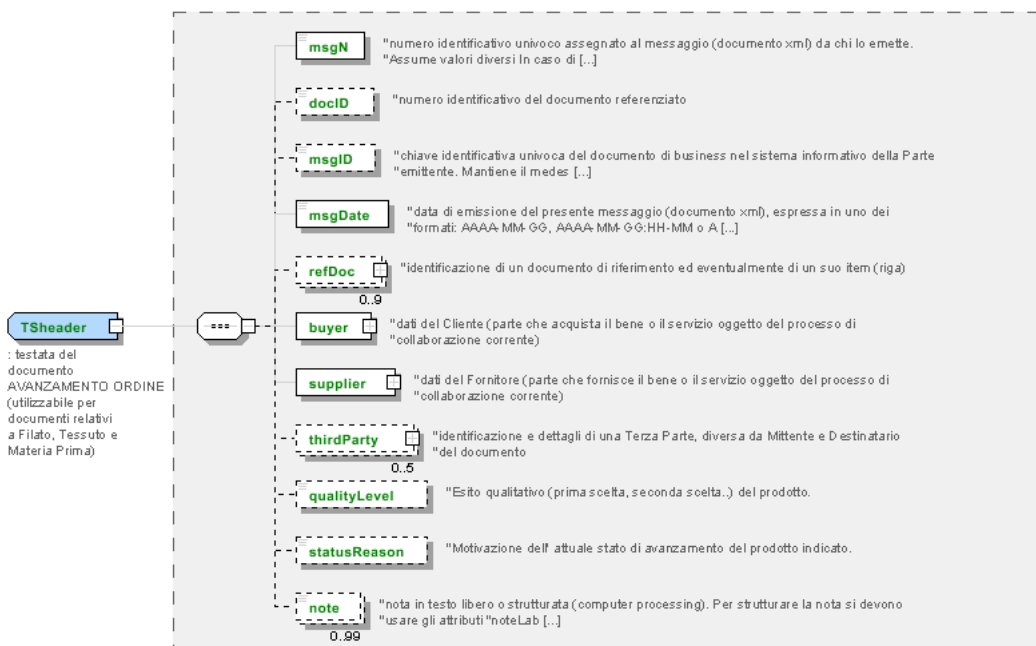 msgN
"numero identificativo univoco assegnato al messaggio (documento xml) da chi lo emette.
"Assume valori diversi In caso di [...]
docID
"numero identificativo del documento referenziato
msgID
"chiave identificativa univoca del documento di business nel sistema informativo della Parte
"emittente. Mantiene il medes [...]
msgDate
"data di emissione del presente messaggio (documento xml), espressa in uno dei
"formati: AAAA-MM-GG, AAAA-MM-GG:HH-MM o A [...]
refDoc
"identificazione di un documento di riferimento ed eventualmente di un suo item (riga)
0..9
TSheader
: testata del
documento
AVANZAMENTO ORDINE
(utilizzabile per
documenti relativi
a Filato, Tessuto e
Materia Prima)
buyer
"dati del Cliente (parte che acquista il bene o il servizio oggetto del processo di
"collaborazione corrente)
supplier
"dati del Fornitore (parte che fornisce il bene o il servizio oggetto del processo di
"collaborazione corrente)
thirdParty
"identificazione e dettagli di una Terza Parte, diversa da Mittente e Destinatario
"del documento
0..5
qualityLevel
"Esito qualitativo (prima scelta, seconda scelta..) del prodotto.
statusReason
"Motivazione dell' attuale stato di avanzamento del prodotto indicato.
note
"nota in testo libero o strutturata (computer processing). Per strutturare la nota si devono
"usare gli attributi "noteLab [...]
0..99